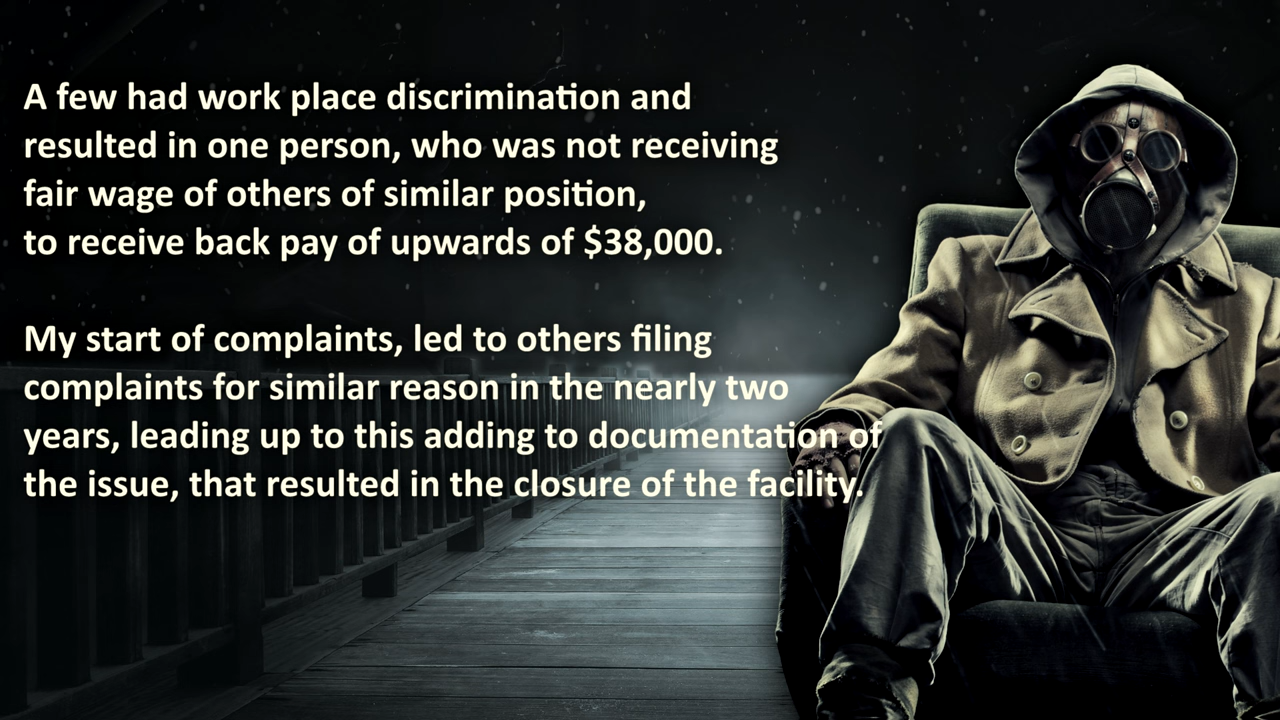 A few had work place discrimination and
resulted in one person, who was not receiving
fair wage of others of similar position,
to receive back pay of upwards of $38,000.
My start of complaints, led to others filing
complaints for similar reason in the nearly two
years, leading up to this adding to documentation of
the issue, that resulted in the closure of the facility.